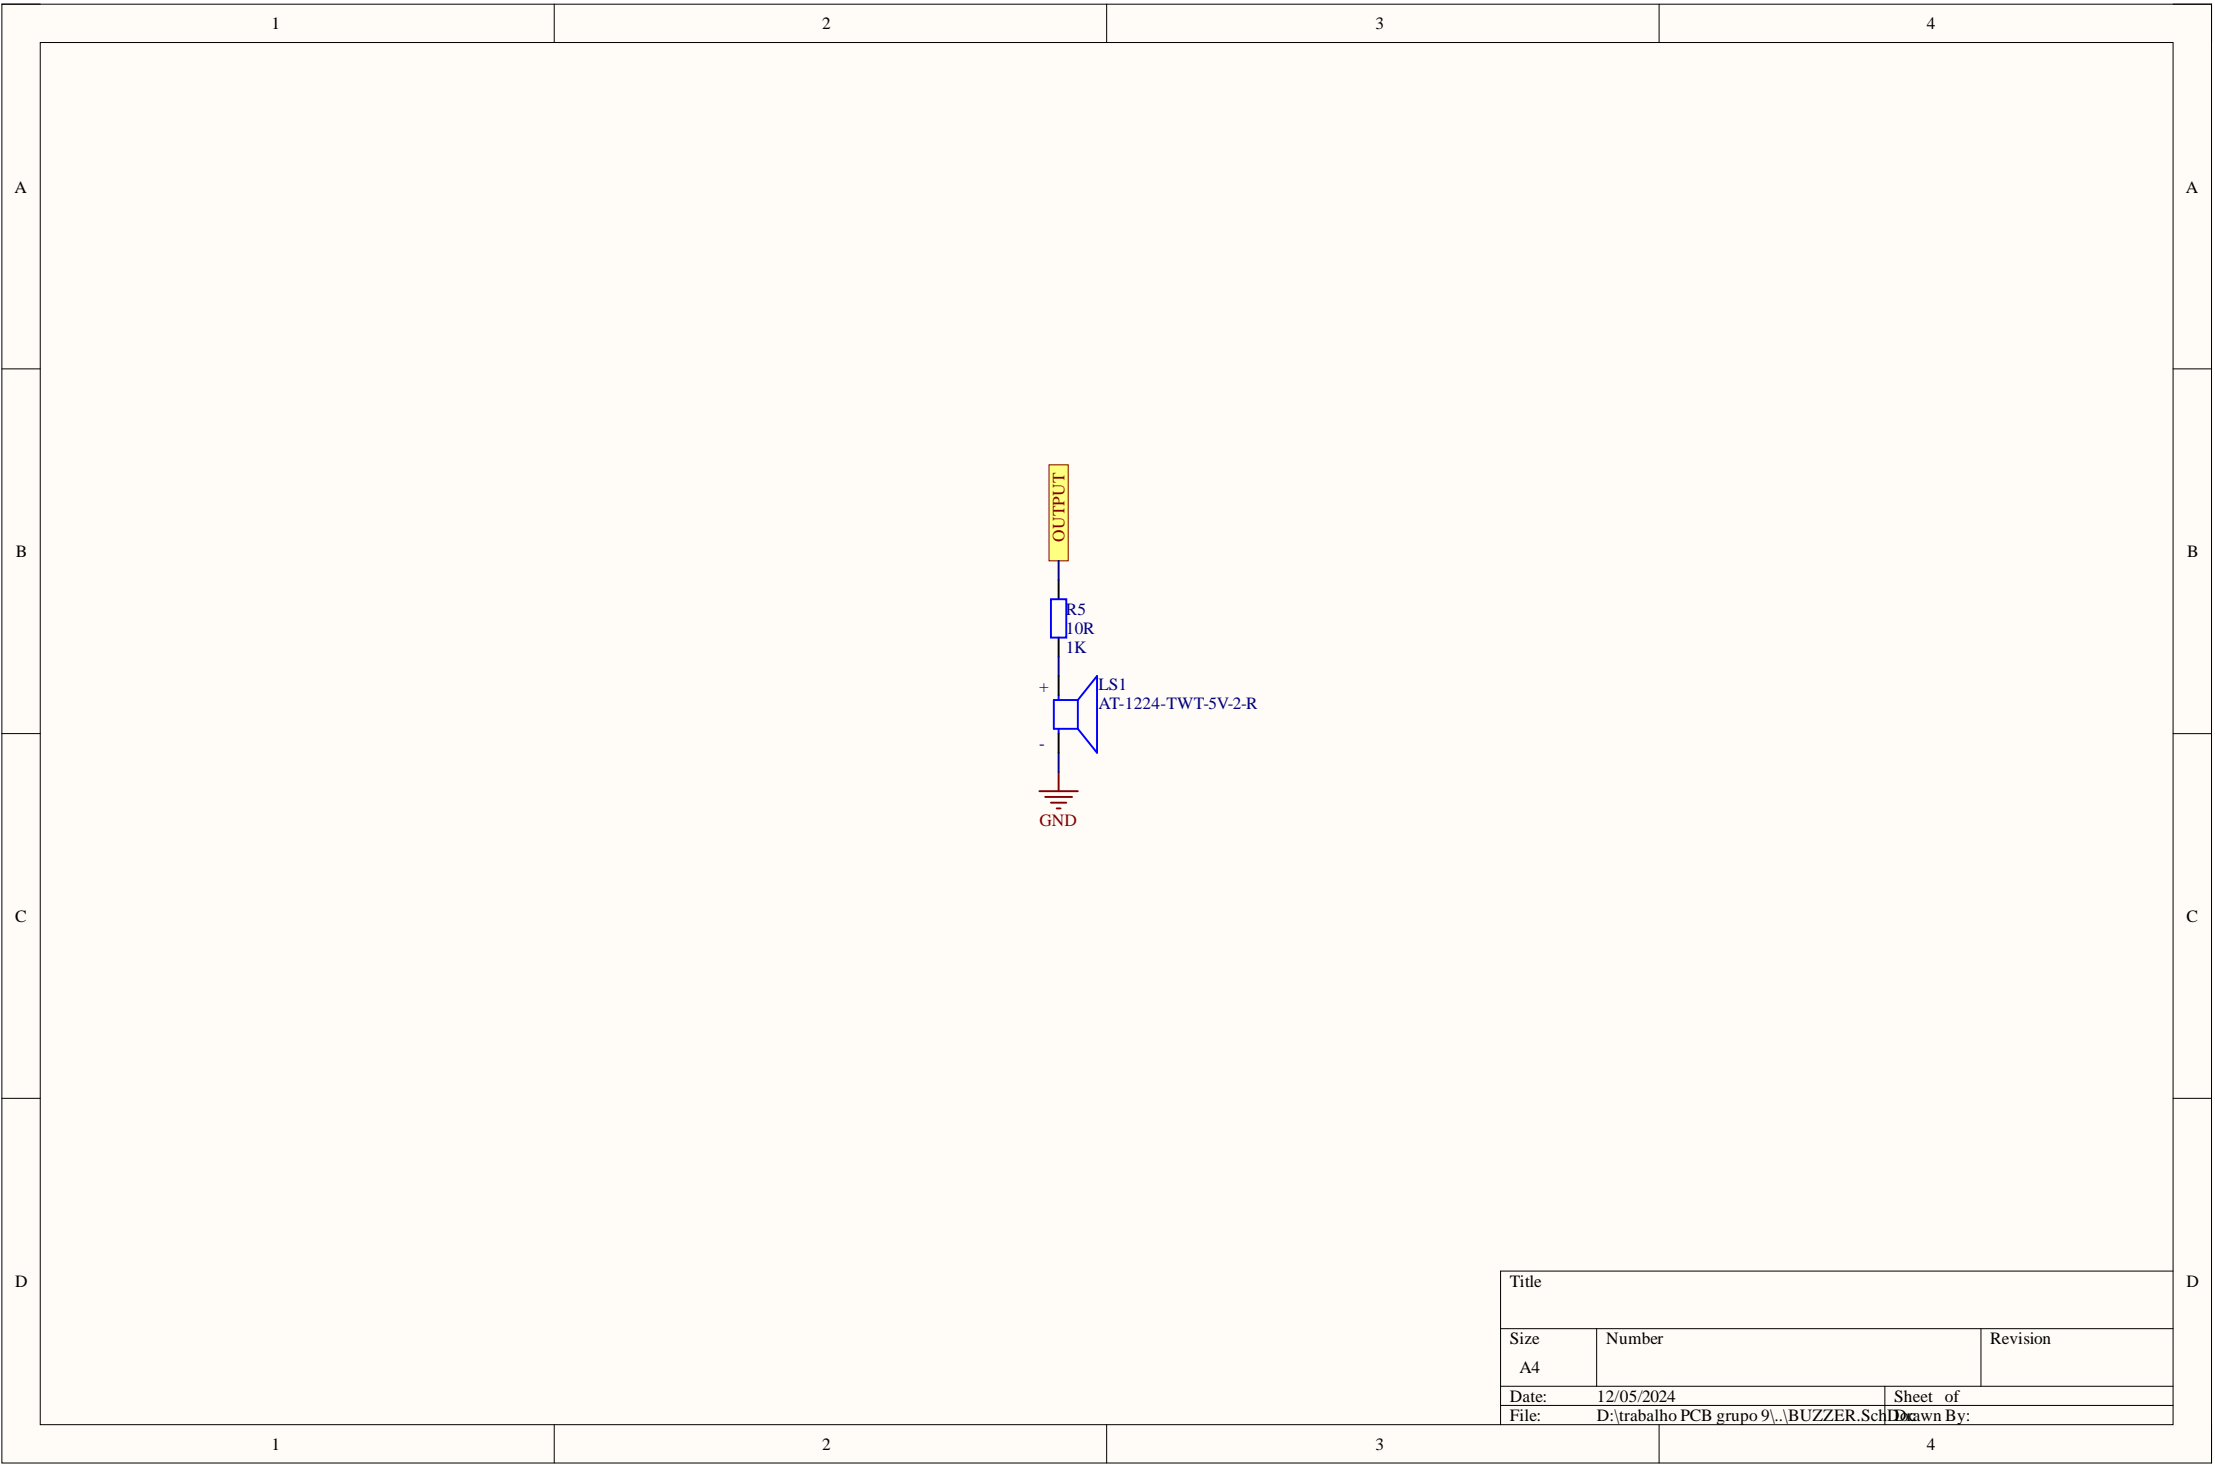 1 2 3 4
A A
OUTPUT
B B
R5
10R
1K
+
LS1
AT-1224-TWT-5V-2-R
-
GND
C C
Title
D D
Size Number Revision
A4
Date: 12/05/2024 Sheet of
File: D:\trabalho PCB grupo 9\..\BUZZER.SchDoc Drawn By:
1 2 3 4